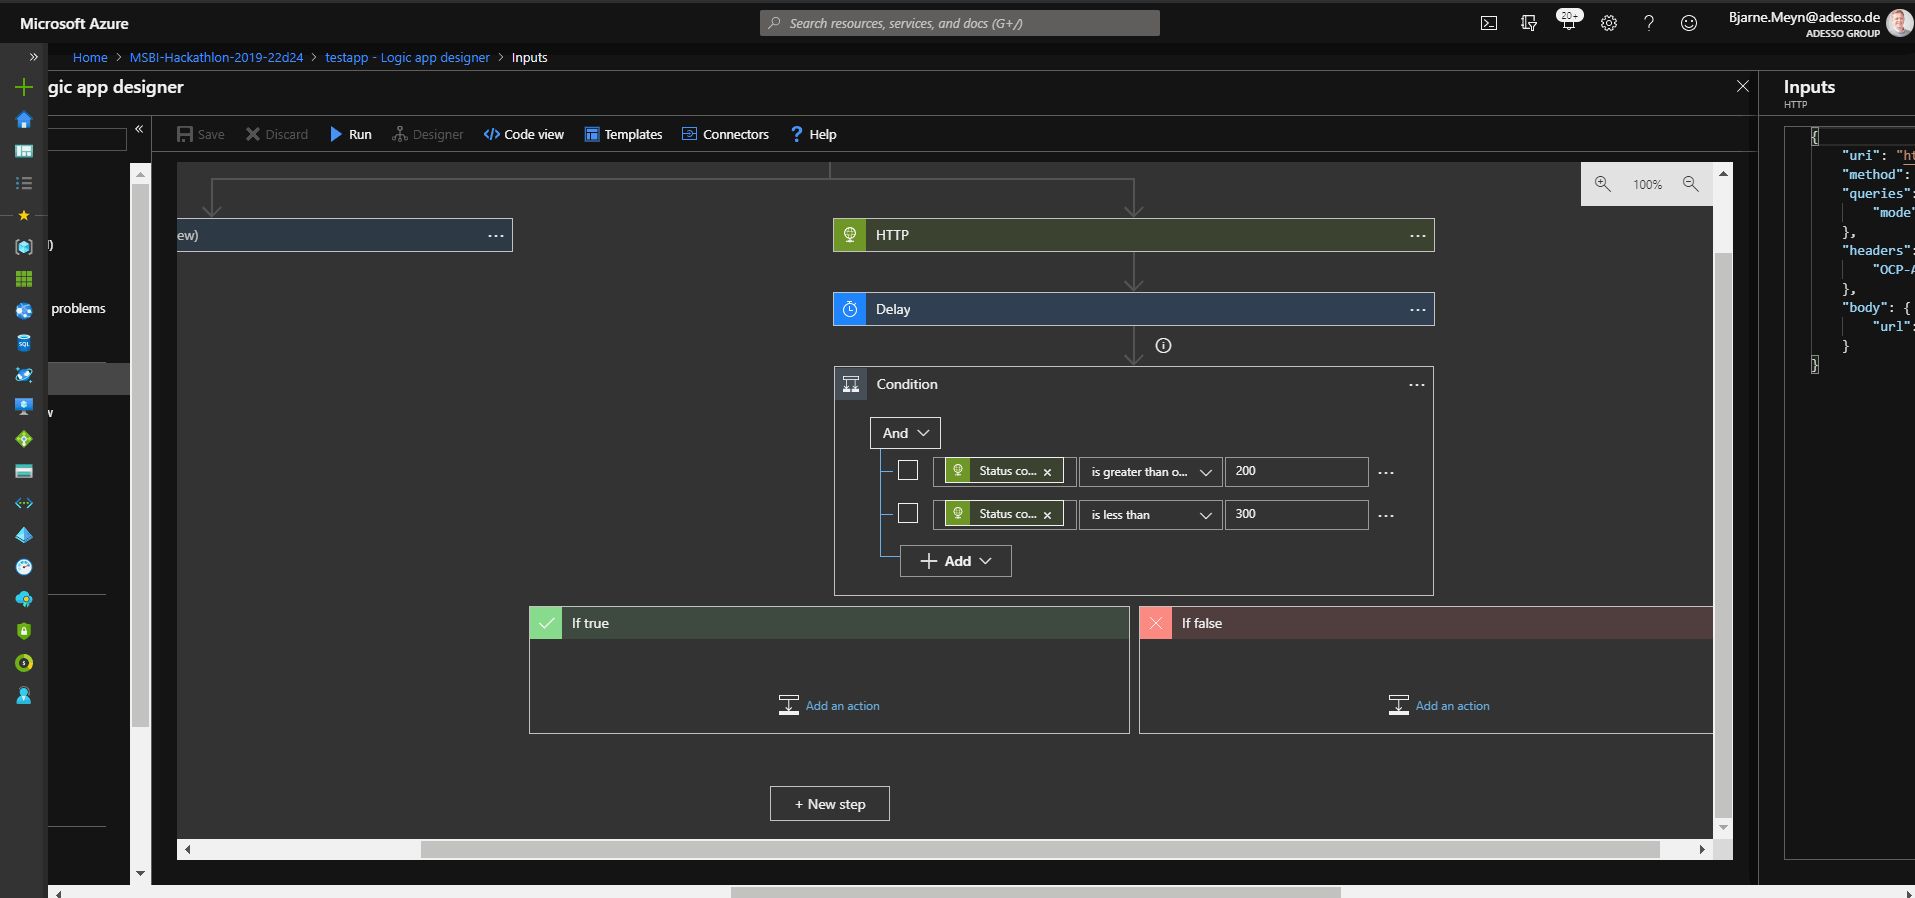 Microsoft Azure
Search resources, services, and docs (G+/)
20+
Bjarne.Meyn@adesso.de
ADESSO GROUP
Home > MSBI-Hackathlon-2019-22d24 > testapp - Logic app designer > Inputs
gic app designer
Inputs
HTTP
Save
Discard
Run
Designer
Code view
Templates
Connectors
Help
100%
ew)
HTTP
Delay
problems
w
SQL
Condition
And
Status co... x
is greater than o...
200
Status co... x
is less than
300
+ Add
If true
If false
Add an action
Add an action
+ New step
{
"uri": "ht
"method":
"queries":
"mode"
},
"headers":
"OCP-A
},
"body": {
"url":
}
}